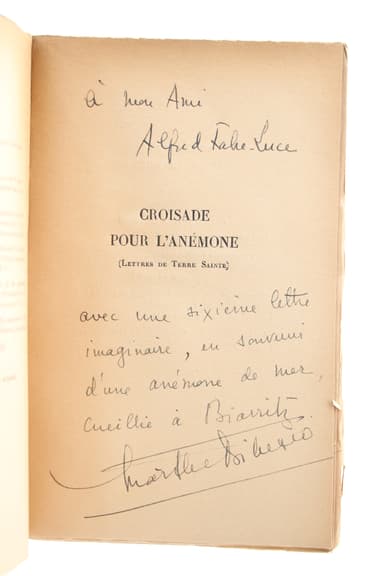 à mon Ami
Alfred Fabre-Luce
CROISADE
POUR L'ANÉMONE
(Lettres de Terre Sainte)
avec une sixième lettre
imaginaire, en souvenir
d'une anémone de mer,
cueillie à Biarritz.
Marthe Bibesco